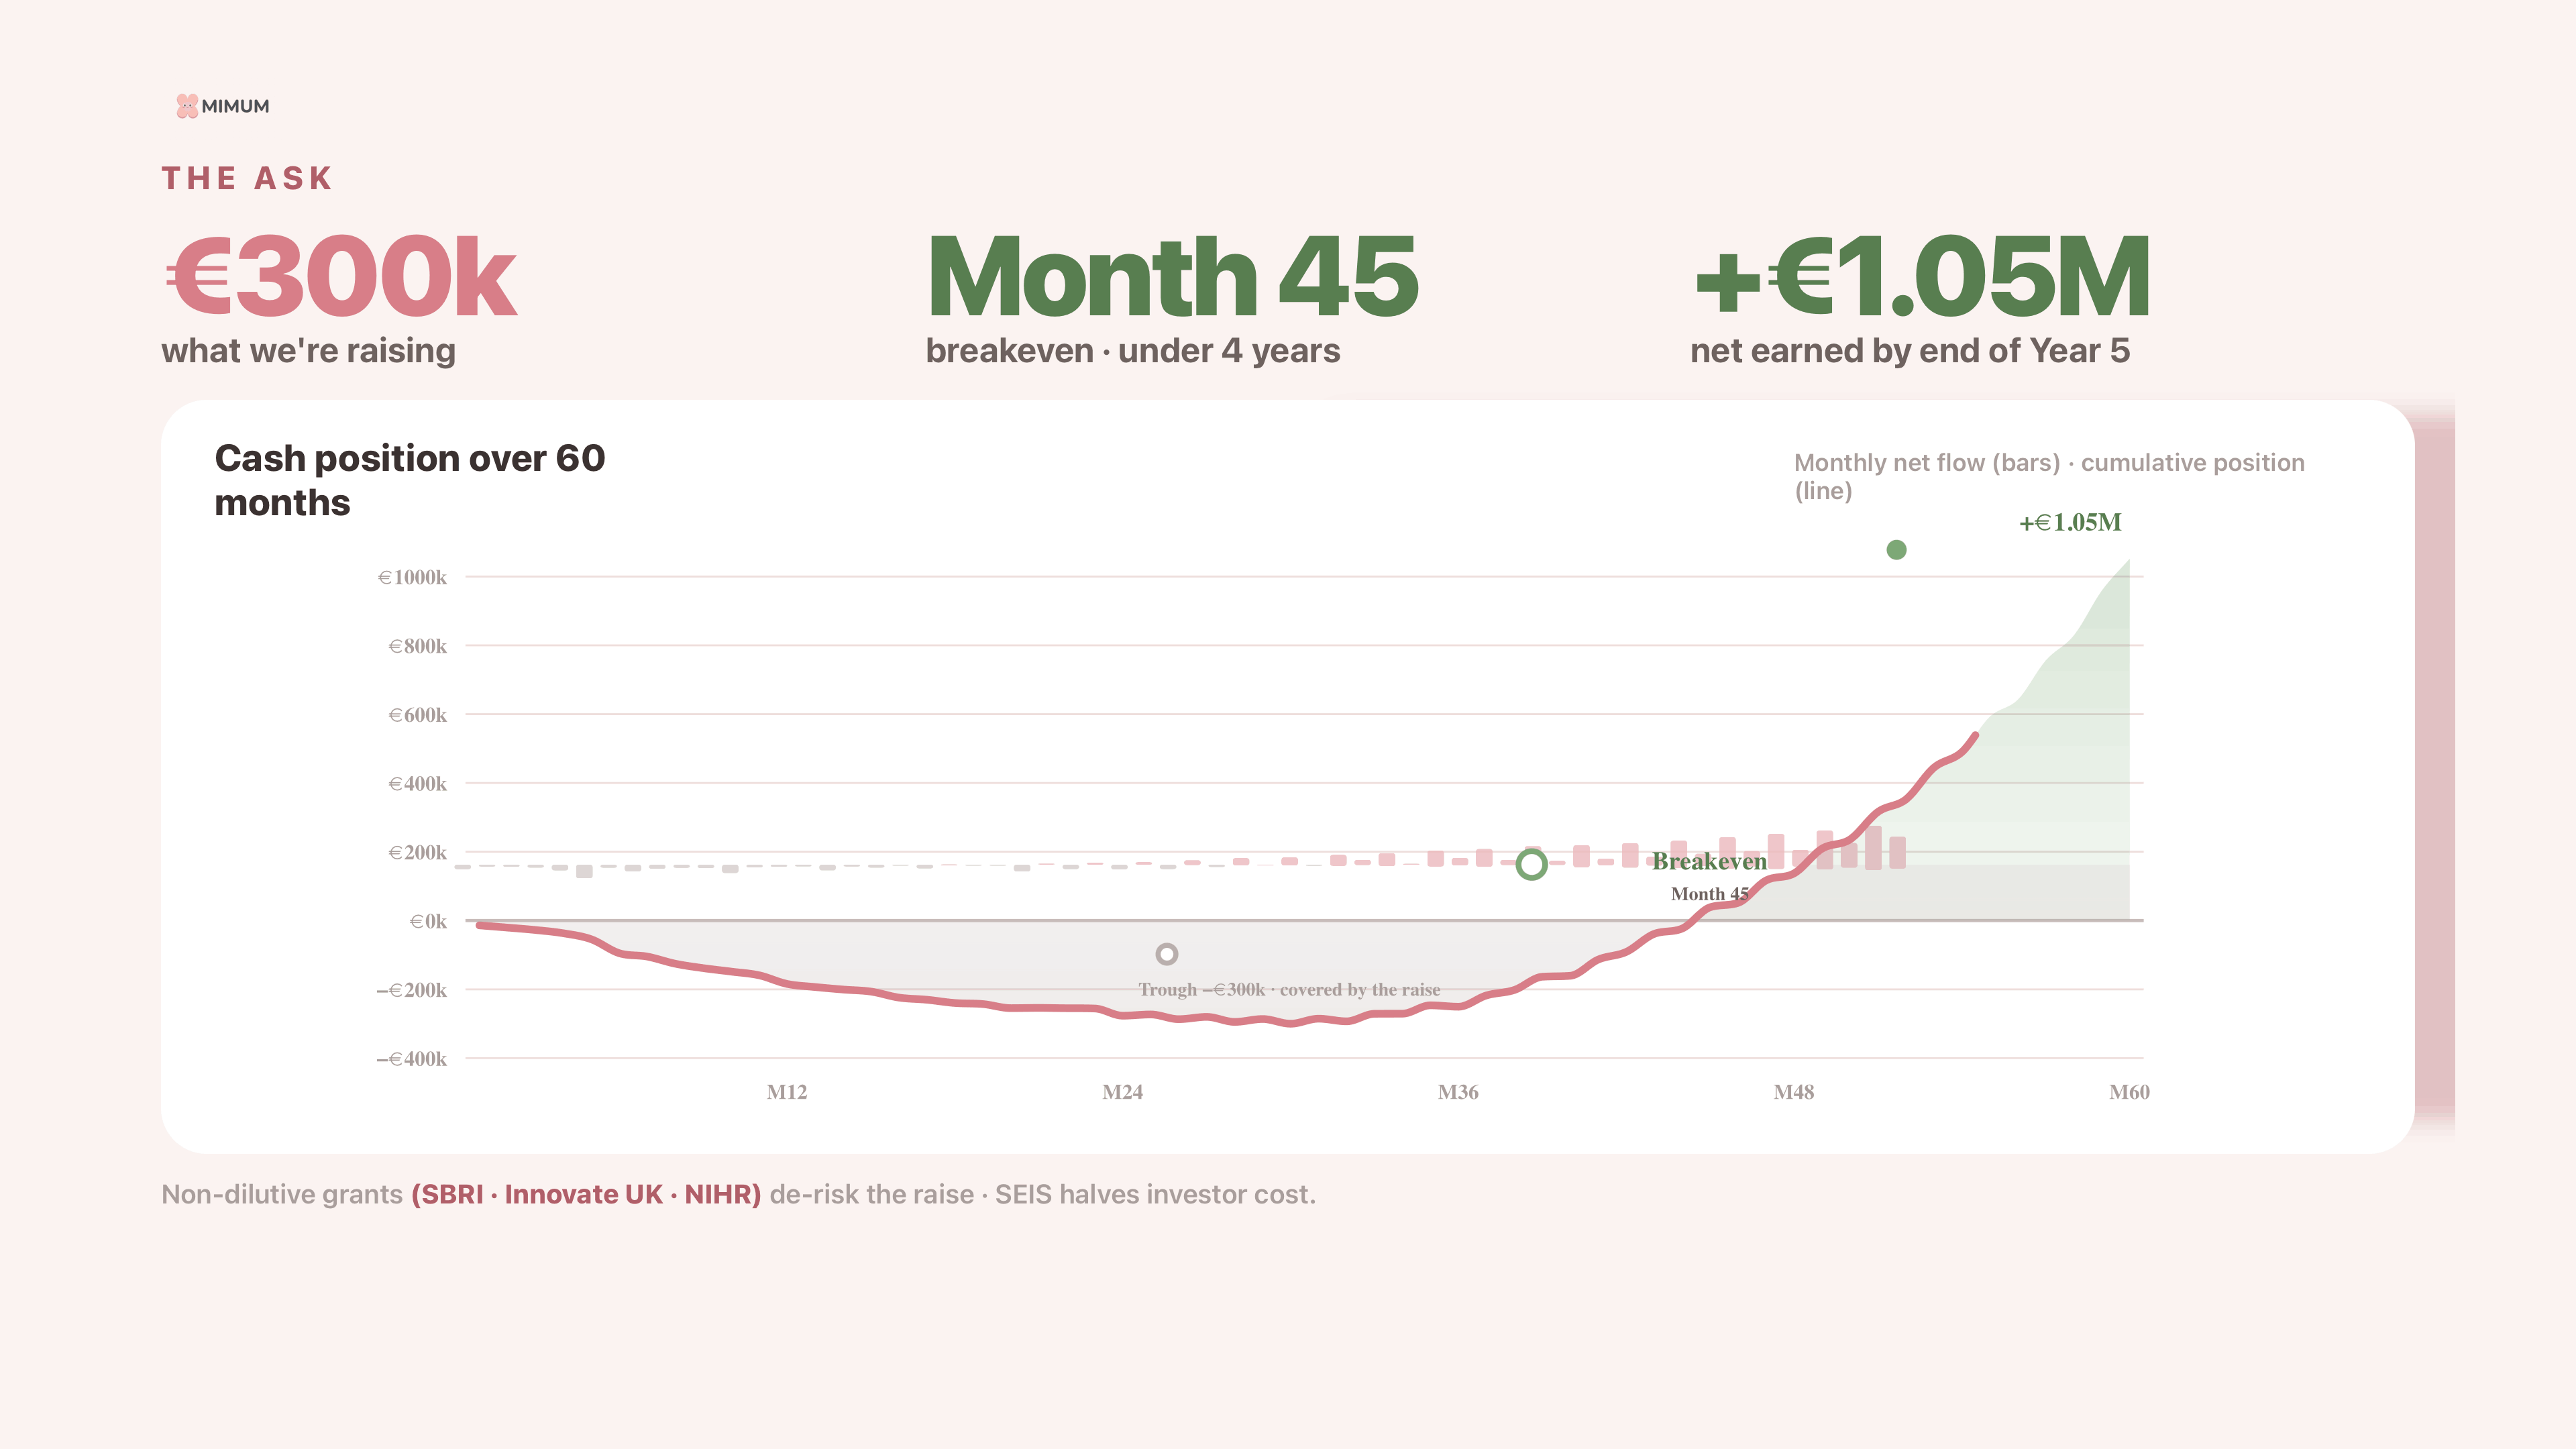 MIMUM
THE ASK
€300k
what we're raising
Month 45
breakeven · under 4 years
+€1.05M
net earned by end of Year 5
Cash position over 60
months
Monthly net flow (bars) · cumulative position
(line)
+€1.05M
€1000k
€800k
€600k
€400k
€200k
Breakeven
Month 45
€0k
–€200k
Trough –€300k · covered by the raise
–€400k
M12
M24
M36
M48
M60
Non-dilutive grants (SBRI · Innovate UK · NIHR) de-risk the raise · SEIS halves investor cost.